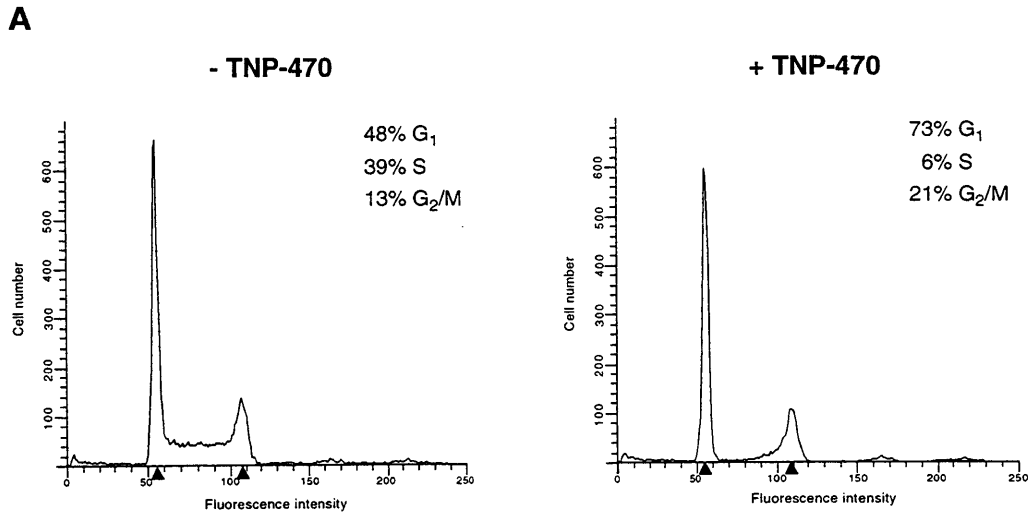 A
- TNP-470
48% G₁
39% S
13% G₂/M
Cell number
600
500
400
300
200
100
0 50 100 150 200 250
Fluorescence intensity
+ TNP-470
73% G₁
6% S
21% G₂/M
Cell number
600
500
400
300
200
100
0 50 100 150 200 250
Fluorescence intensity